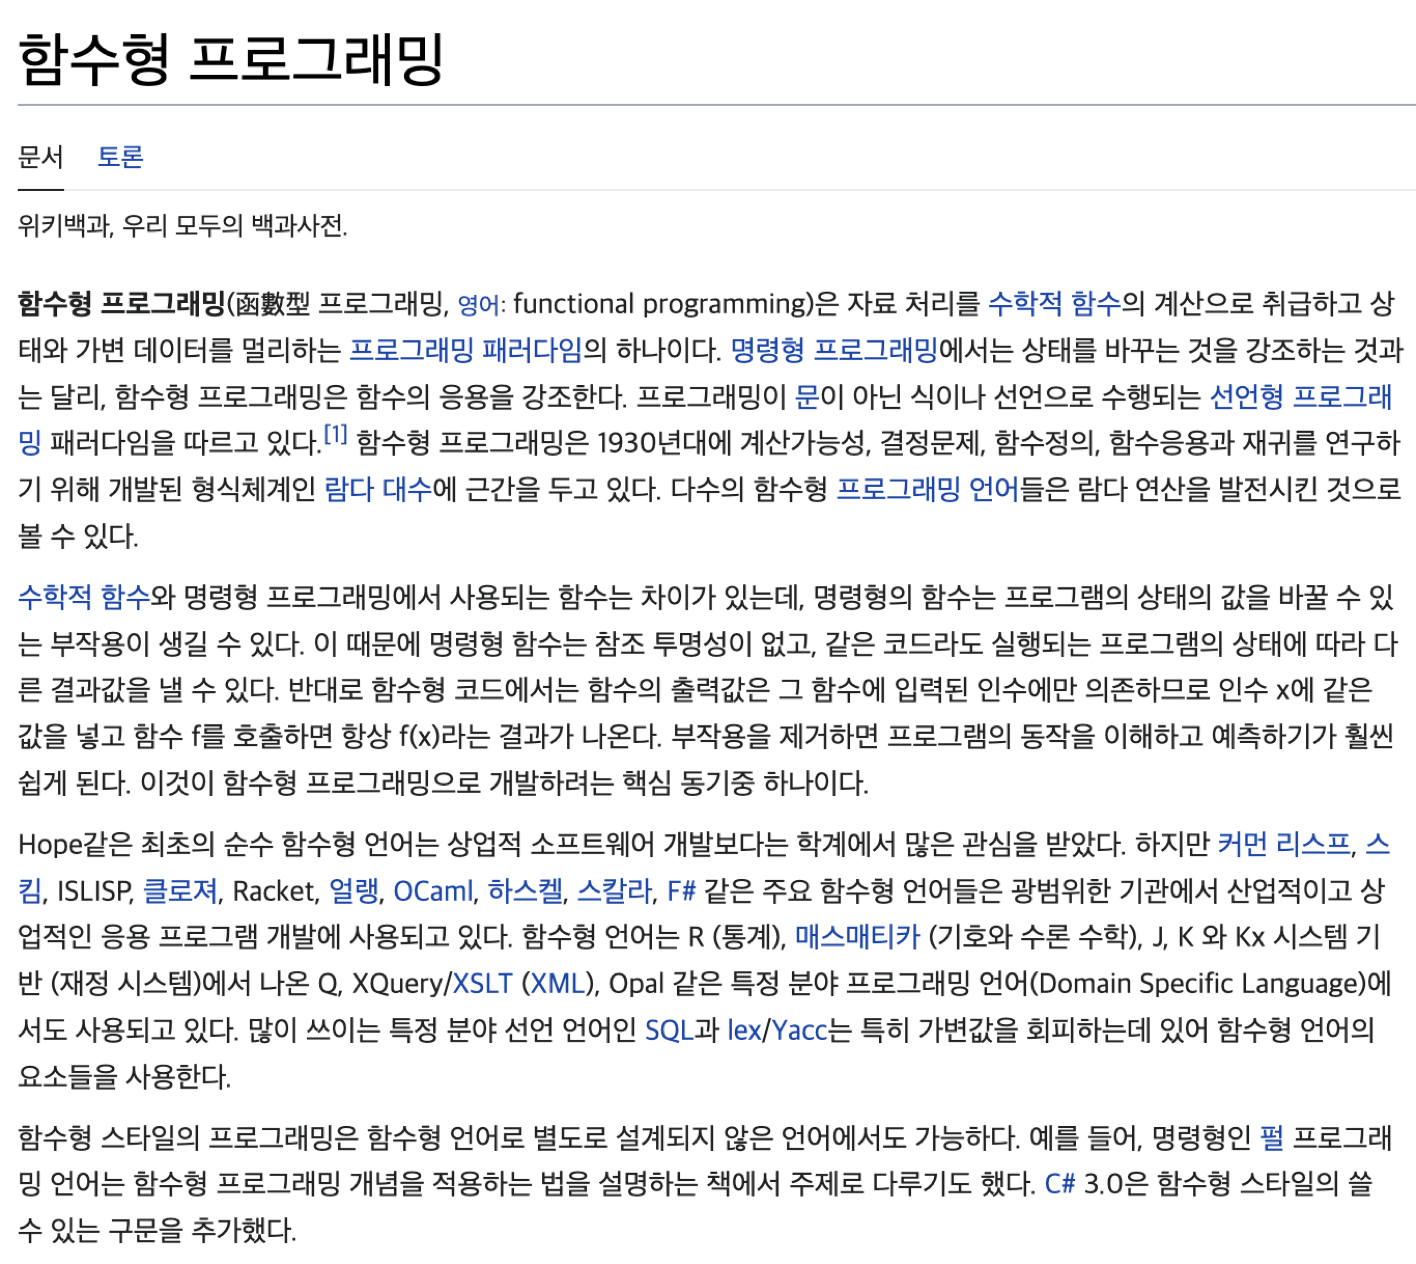 함수형 프로그래밍
문서 토론
위키백과, 우리 모두의 백과사전.
함수형 프로그래밍(函數型 프로그래밍, 영어: functional programming)은 자료 처리를 수학적 함수의 계산으로 취급하고 상
태와 가변 데이터를 멀리하는 프로그래밍 패러다임의 하나이다. 명령형 프로그래밍에서는 상태를 바꾸는 것을 강조하는 것과
는 달리, 함수형 프로그래밍은 함수의 응용을 강조한다. 프로그래밍이 문이 아닌 식이나 선언으로 수행되는 선언형 프로그래
밍 패러다임을 따르고 있다.[1] 함수형 프로그래밍은 1930년대에 계산가능성, 결정문제, 함수정의, 함수응용과 재귀를 연구하
기 위해 개발된 형식체계인 람다 대수에 근간을 두고 있다. 다수의 함수형 프로그래밍 언어들은 람다 연산을 발전시킨 것으로
볼 수 있다.
수학적 함수와 명령형 프로그래밍에서 사용되는 함수는 차이가 있는데, 명령형의 함수는 프로그램의 상태의 값을 바꿀 수 있
는 부작용이 생길 수 있다. 이 때문에 명령형 함수는 참조 투명성이 없고, 같은 코드라도 실행되는 프로그램의 상태에 따라 다
른 결과값을 낼 수 있다. 반대로 함수형 코드에서는 함수의 출력값은 그 함수에 입력된 인수에만 의존하므로 인수 x에 같은
값을 넣고 함수 f를 호출하면 항상 f(x)라는 결과가 나온다. 부작용을 제거하면 프로그램의 동작을 이해하고 예측하기가 훨씬
쉽게 된다. 이것이 함수형 프로그래밍으로 개발하려는 핵심 동기중 하나이다.
Hope같은 최초의 순수 함수형 언어는 상업적 소프트웨어 개발보다는 학계에서 많은 관심을 받았다. 하지만 커먼 리스프, 스
킴, ISLISP, 클로져, Racket, 얼랭, OCaml, 하스켈, 스칼라, F# 같은 주요 함수형 언어들은 광범위한 기관에서 산업적이고 상
업적인 응용 프로그램 개발에 사용되고 있다. 함수형 언어는 R (통계), 매스매티카 (기호와 수론 수학), J, K 와 Kx 시스템 기
반 (재정 시스템)에서 나온 Q, XQuery/XSLT (XML), Opal 같은 특정 분야 프로그래밍 언어(Domain Specific Language)에
서도 사용되고 있다. 많이 쓰이는 특정 분야 선언 언어인 SQL과 lex/Yacc는 특히 가변값을 회피하는데 있어 함수형 언어의
요소들을 사용한다.
함수형 스타일의 프로그래밍은 함수형 언어로 별도로 설계되지 않은 언어에서도 가능하다. 예를 들어, 명령형인 펄 프로그래
밍 언어는 함수형 프로그래밍 개념을 적용하는 법을 설명하는 책에서 주제로 다루기도 했다. C# 3.0은 함수형 스타일의 쓸
수 있는 구문을 추가했다.